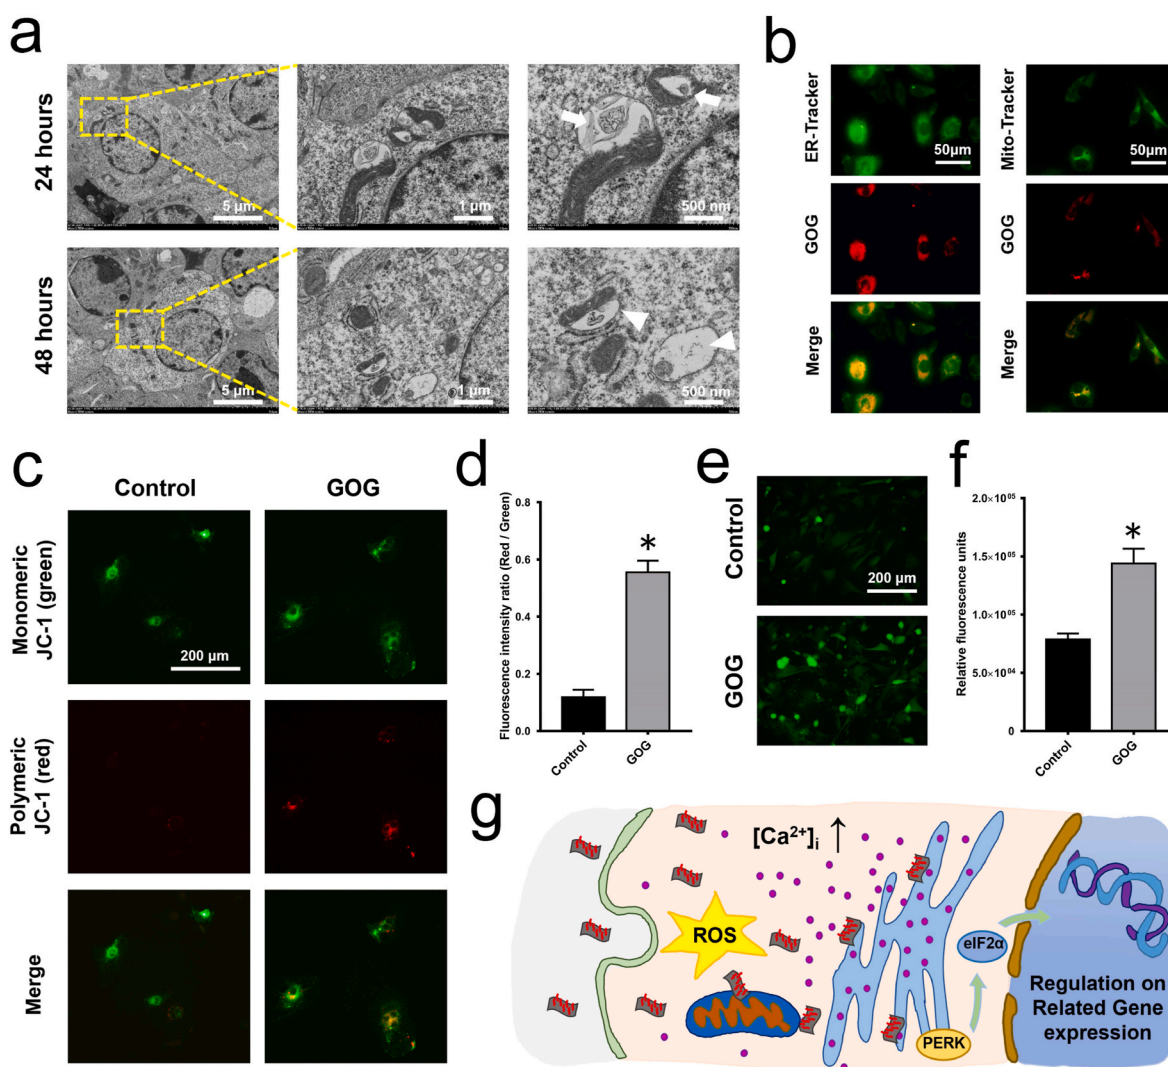 a
24 hours
5 µm
1 µm
500 nm
48 hours
5 µm
1 µm
500 nm
b
ER-Tracker
50µm
Mito-Tracker
50µm
GOG
GOG
Merge
Merge
c
Control
GOG
Monomeric
JC-1 (green)
200 µm
Polymeric
JC-1 (red)
Merge
d
Fluorescence intensity ratio (Red / Green)
0.8
0.6
0.4
0.2
0.0
*
Control
GOG
e
Control
200 µm
GOG
f
Relative fluorescence units
2.0×10⁰⁵
1.5×10⁰⁵
1.0×10⁰⁵
5.0×10⁰⁴
0
*
Control
GOG
g
[Ca²⁺]ᵢ ↑
ROS
eIF2α
PERK
Regulation on
Related Gene
expression